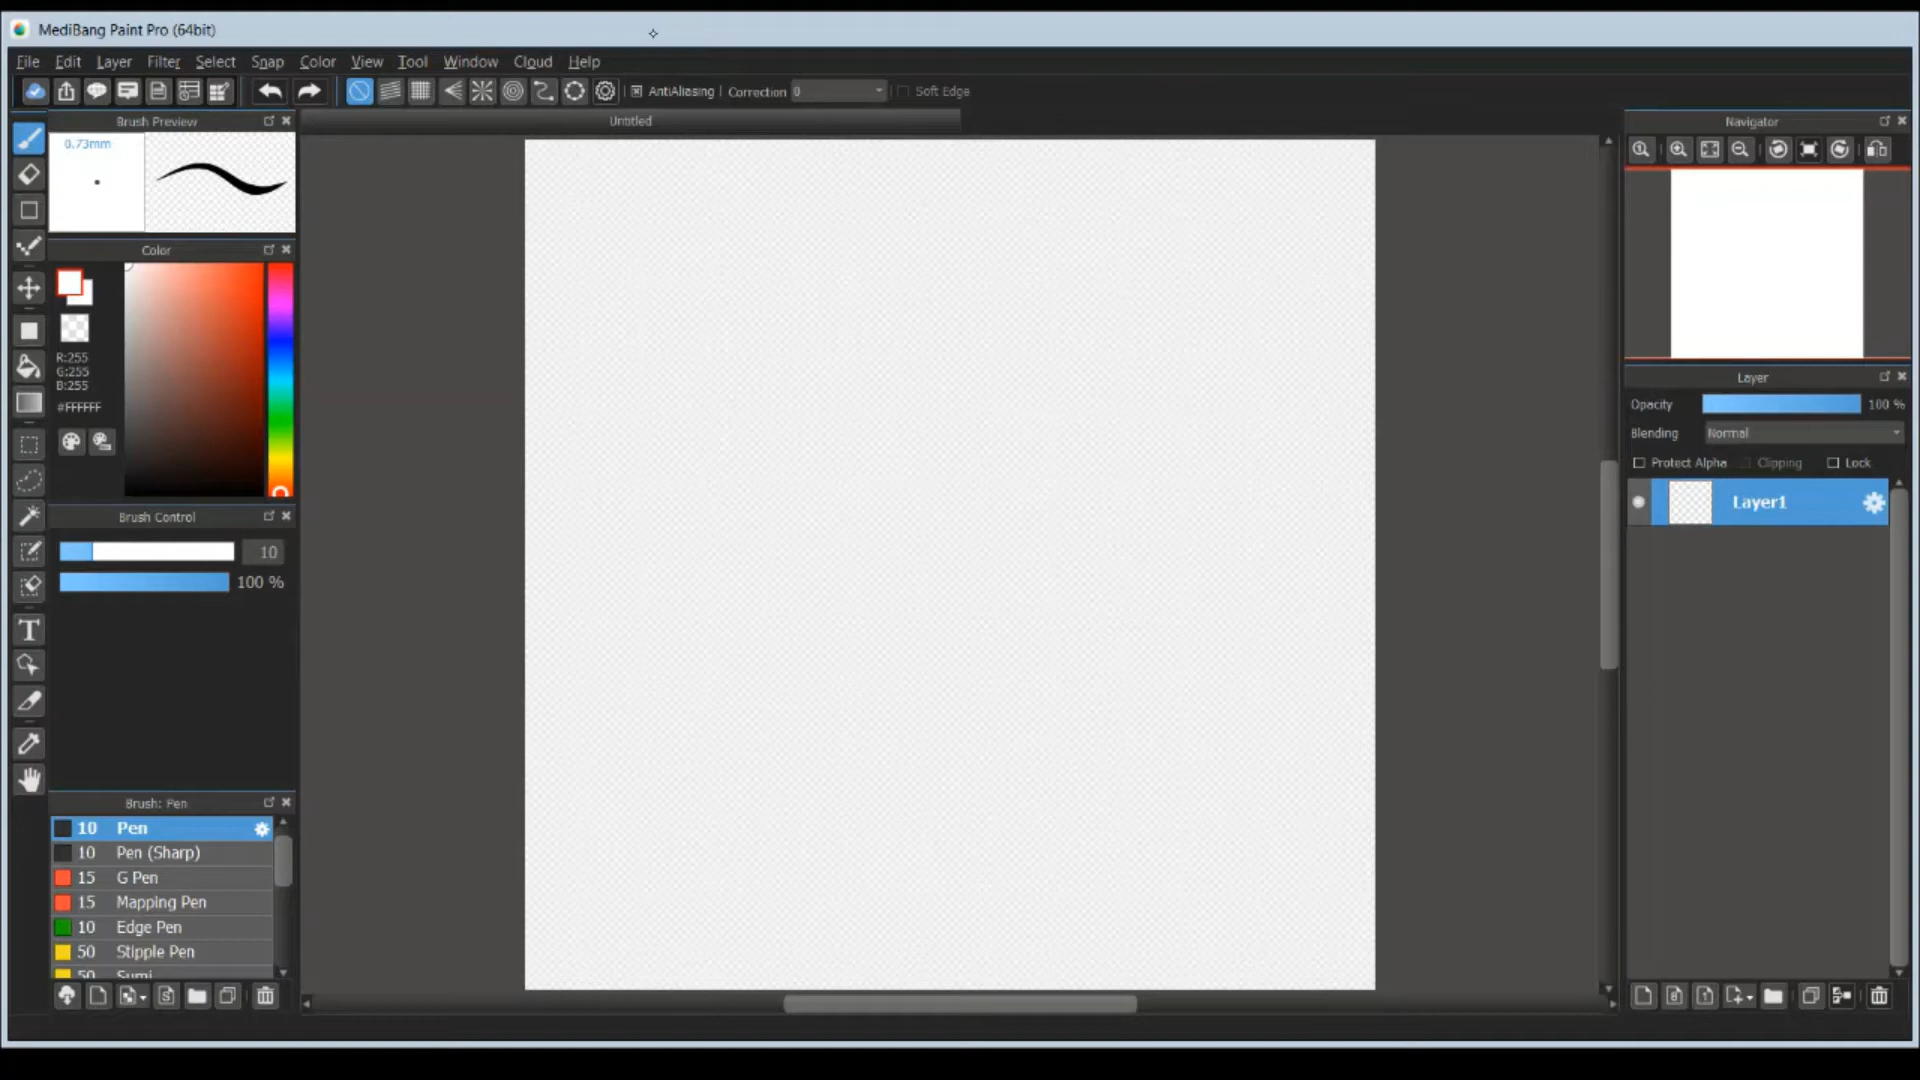 MediBang Paint Pro (64bit)
File Edit Layer Filter Select Snap Color View Tool Window Cloud Help
AntiAliasing Correction 0 Soft Edge
Brush Preview
Untitled
Navigator
0.73mm
Color
R:255
G:255
B:255
#FFFFFF
Layer
Opacity 100 %
Blending Normal
Protect Alpha Clipping Lock
Layer1
Brush Control
10
100 %
T
Brush: Pen
10 Pen
10 Pen (Sharp)
15 G Pen
15 Mapping Pen
10 Edge Pen
50 Stipple Pen
50 Sumi